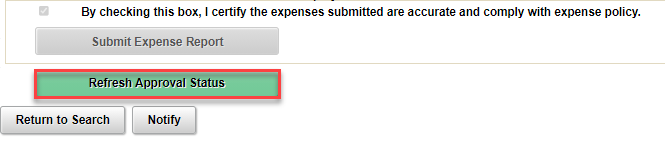 By checking this box, I certify the expenses submitted are accurate and comply with expense policy.
Submit Expense Report
Refresh Approval Status
Return to Search Notify